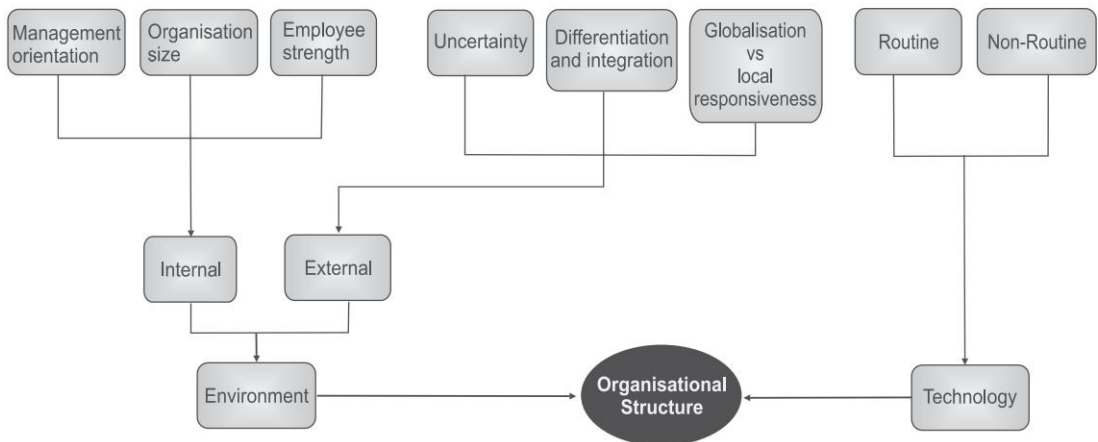 Management
orientation
Organisation
size
Employee
strength
Uncertainty
Differentiation
and integration
Globalisation
vs
local
responsiveness
Routine
Non-Routine
Internal
External
Environment
Organisational
Structure
Technology